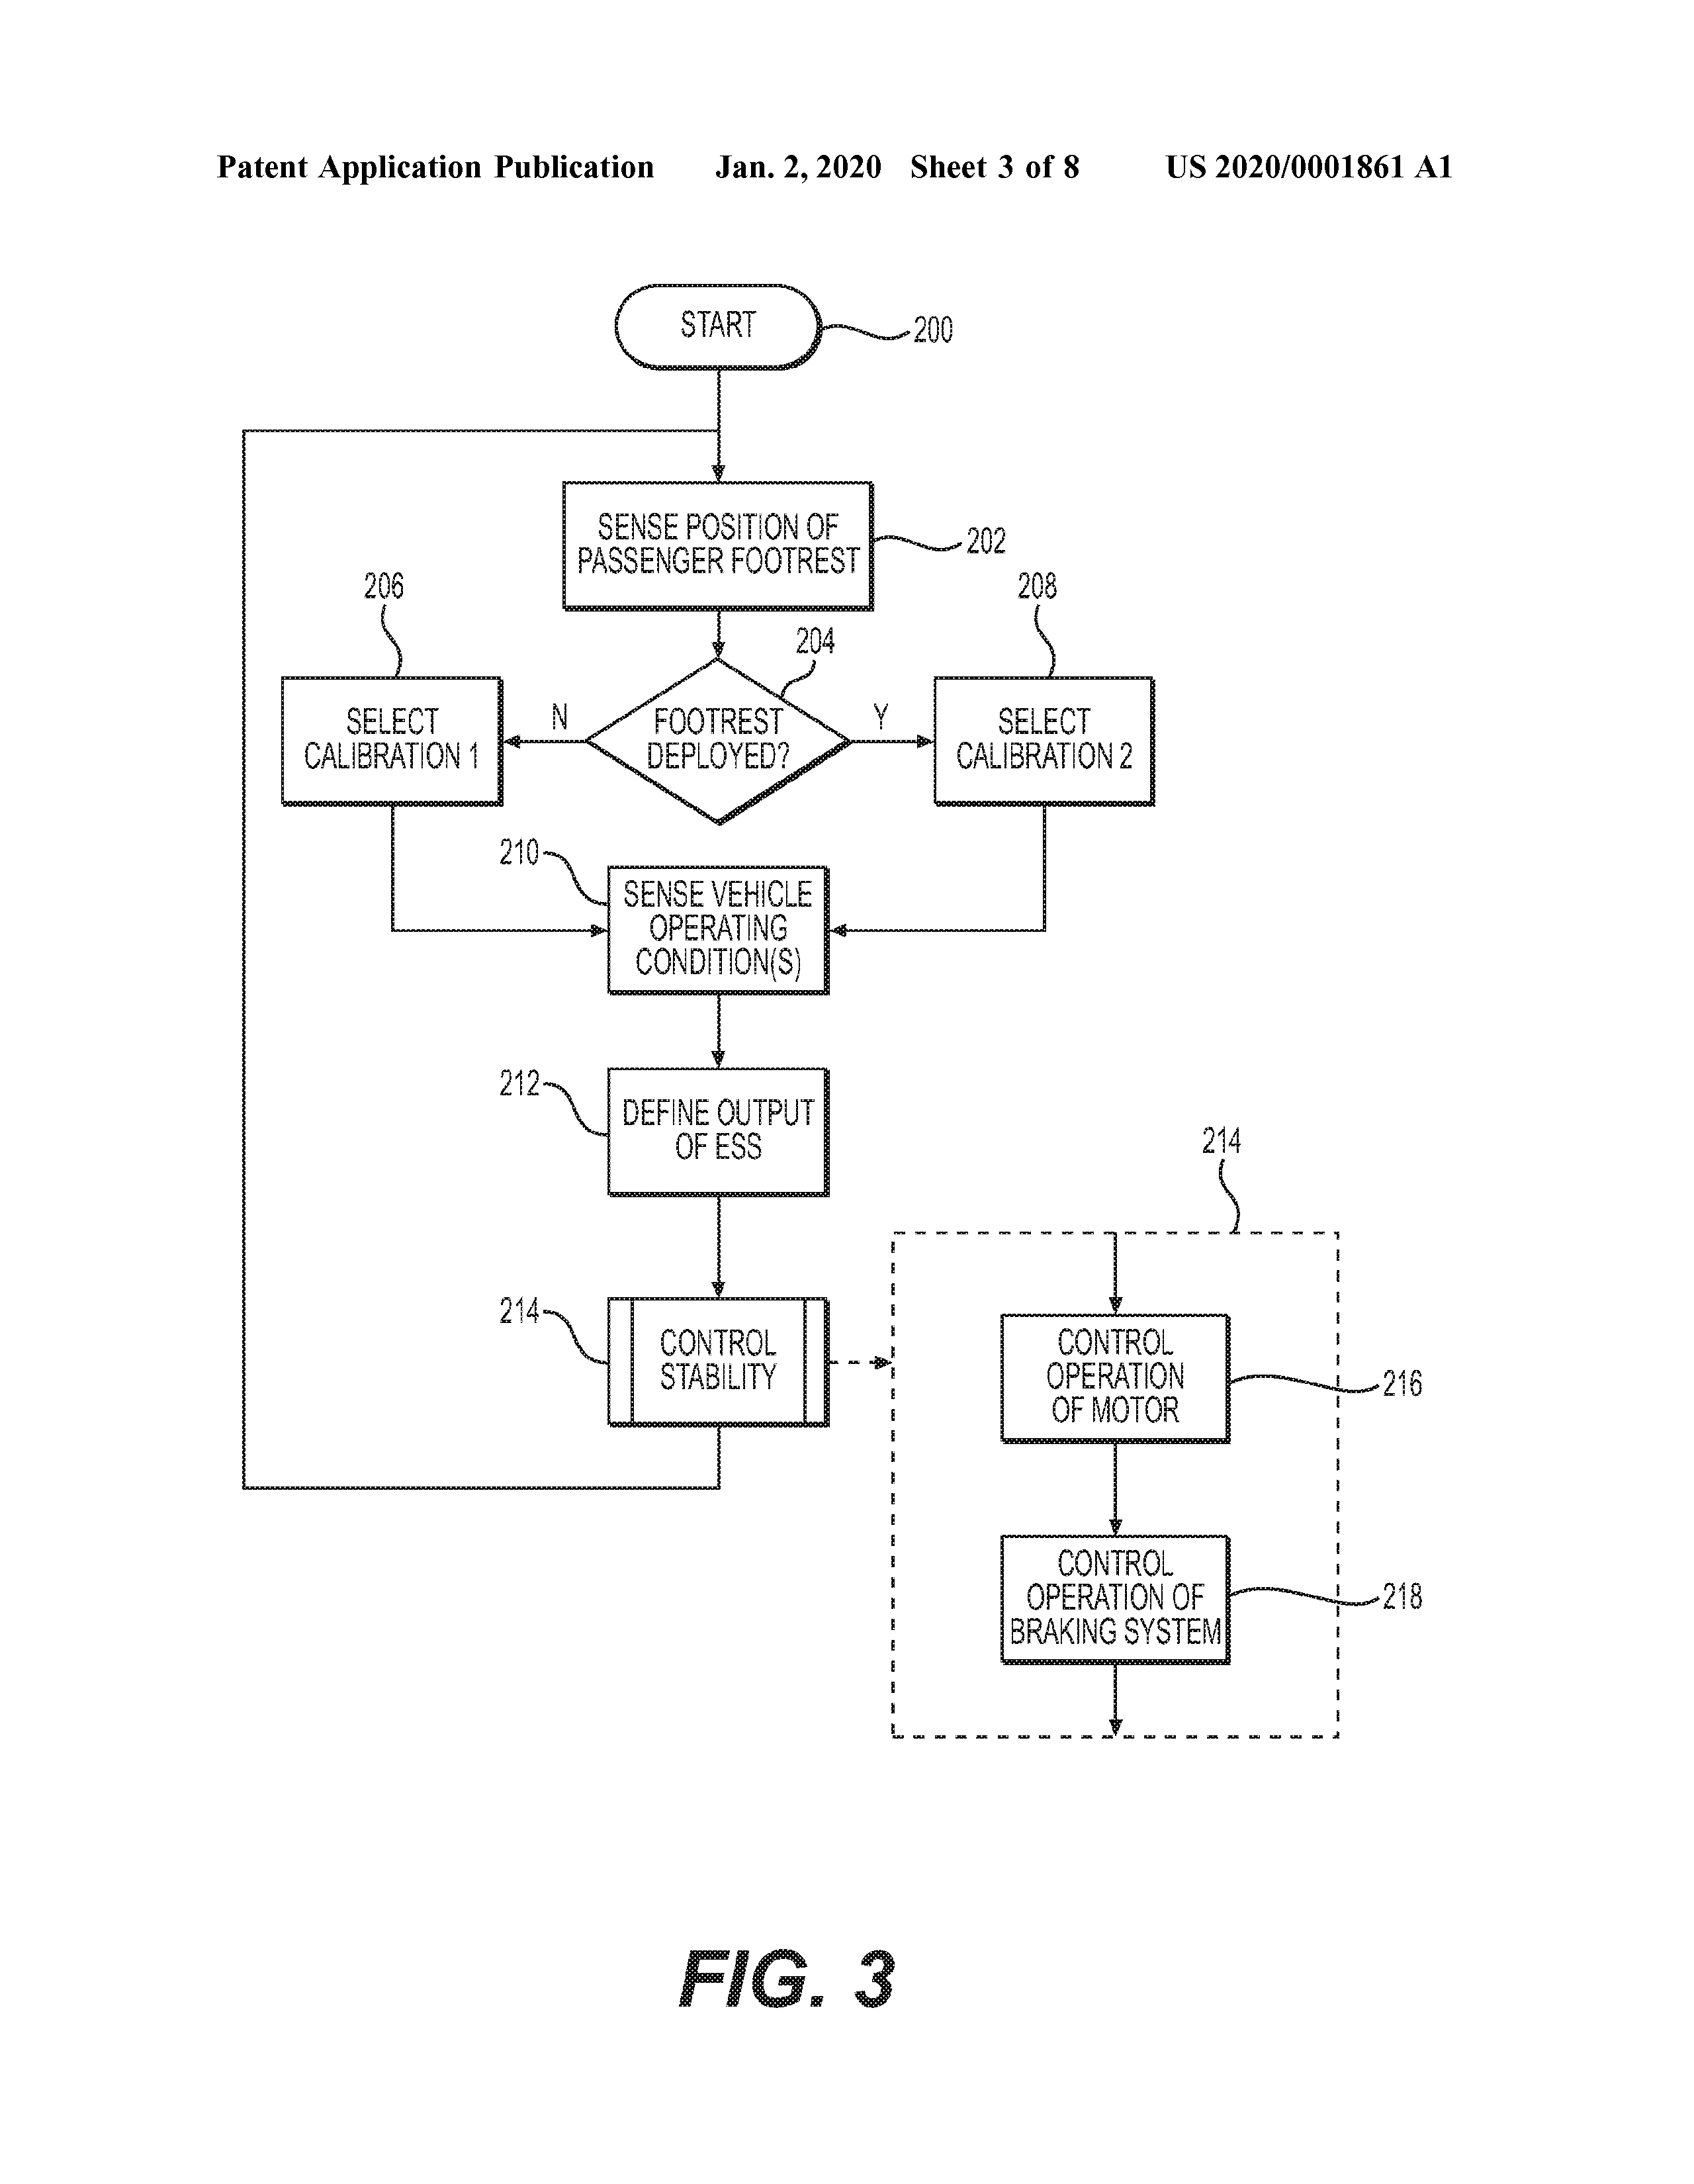 Patent Application Publication Jan. 2, 2020 Sheet 3 of 8 US 2020/0001861 A1
START
200
SENSE POSITION OF
PASSENGER FOOTREST
202
206
208
204
SELECT
CALIBRATION 1
N
FOOTREST
DEPLOYED?
Y
SELECT
CALIBRATION 2
210
SENSE VEHICLE
OPERATING
CONDITION(S)
212
DEFINE OUTPUT
OF ESS
214
214
CONTROL
STABILITY
CONTROL
OPERATION
OF MOTOR
216
CONTROL
OPERATION OF
BRAKING SYSTEM
218
FIG. 3